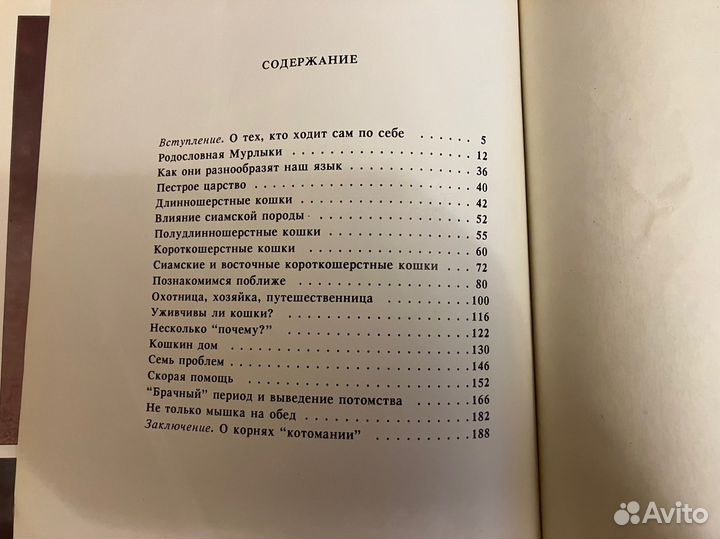 СОДЕРЖАНИЕ
Вступление. О тех, кто ходит сам по себе . . . . . . 5
Родословная Мурлыки . . . . . . . . . . . . . . . 12
Как они разнообразят наш язык . . . . . . . . . . 36
Пестрое царство . . . . . . . . . . . . . . . . . 40
Длинношерстные кошки . . . . . . . . . . . . . . 42
Влияние сиамской породы . . . . . . . . . . . . . 52
Полудлинношерстные кошки . . . . . . . . . . . . 55
Короткошерстные кошки . . . . . . . . . . . . . . 60
Сиамские и восточные короткошерстные кошки . . . 72
Познакомимся поближе . . . . . . . . . . . . . . 80
Охотница, хозяйка, путешественница . . . . . . . . 100
Уживчивы ли кошки? . . . . . . . . . . . . . . . 116
Несколько "почему?" . . . . . . . . . . . . . . . 122
Кошкин дом . . . . . . . . . . . . . . . . . . . 130
Семь проблем . . . . . . . . . . . . . . . . . . 146
Скорая помощь . . . . . . . . . . . . . . . . . . 152
"Брачный" период и выведение потомства . . . . . . 166
Не только мышка на обед . . . . . . . . . . . . . 182
Заключение. О корнях "котомании" . . . . . . . . 188
Avito